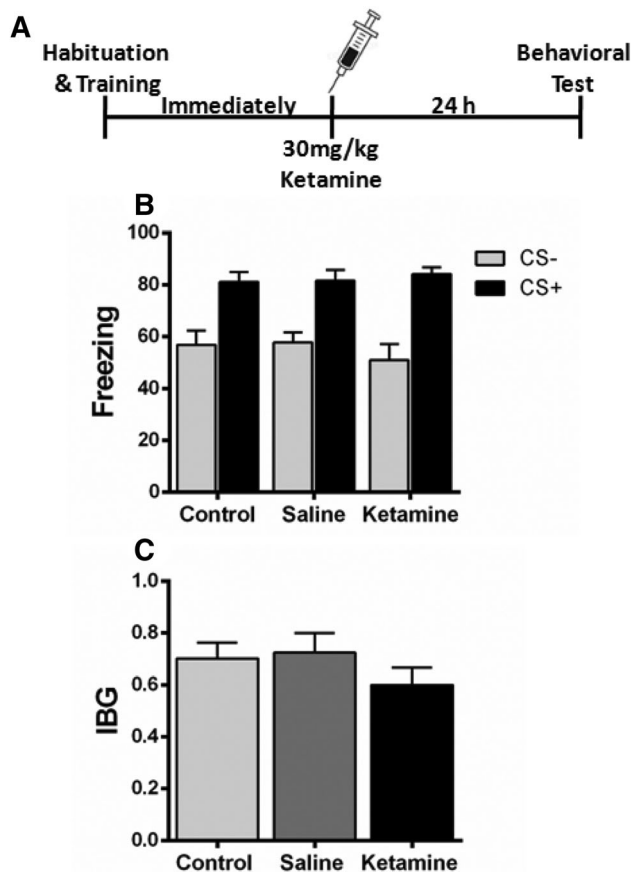 A
Habituation
& Training
Immediately
30mg/kg
Ketamine
24 h
Behavioral
Test
B
Freezing
100
80
60
40
20
0
Control Saline Ketamine
CS-
CS+
C
IBG
1.0
0.8
0.6
0.4
0.2
0.0
Control Saline Ketamine